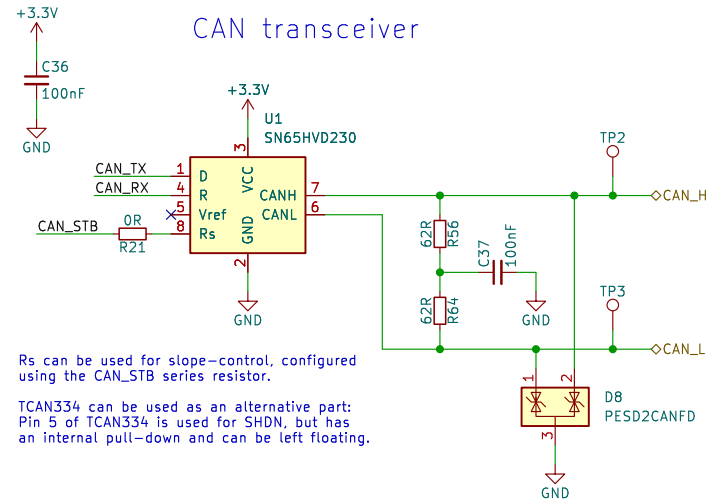 CAN transceiver
+3.3V
C36
100nF
GND
+3.3V
U1
SN65HVD230
3
VCC
CAN_TX
1
D
CAN_RX
4
R
5
Vref
CAN_STB
0R
R21
8
Rs
CANH
7
CANL
6
GND
2
GND
62R
R56
C37
100nF
GND
62R
R64
TP2
CAN_H
TP3
CAN_L
1
2
D8
PESD2CANFD
3
GND
Rs can be used for slope-control, configured
using the CAN_STB series resistor.
TCAN334 can be used as an alternative part:
Pin 5 of TCAN334 is used for SHDN, but has
an internal pull-down and can be left floating.